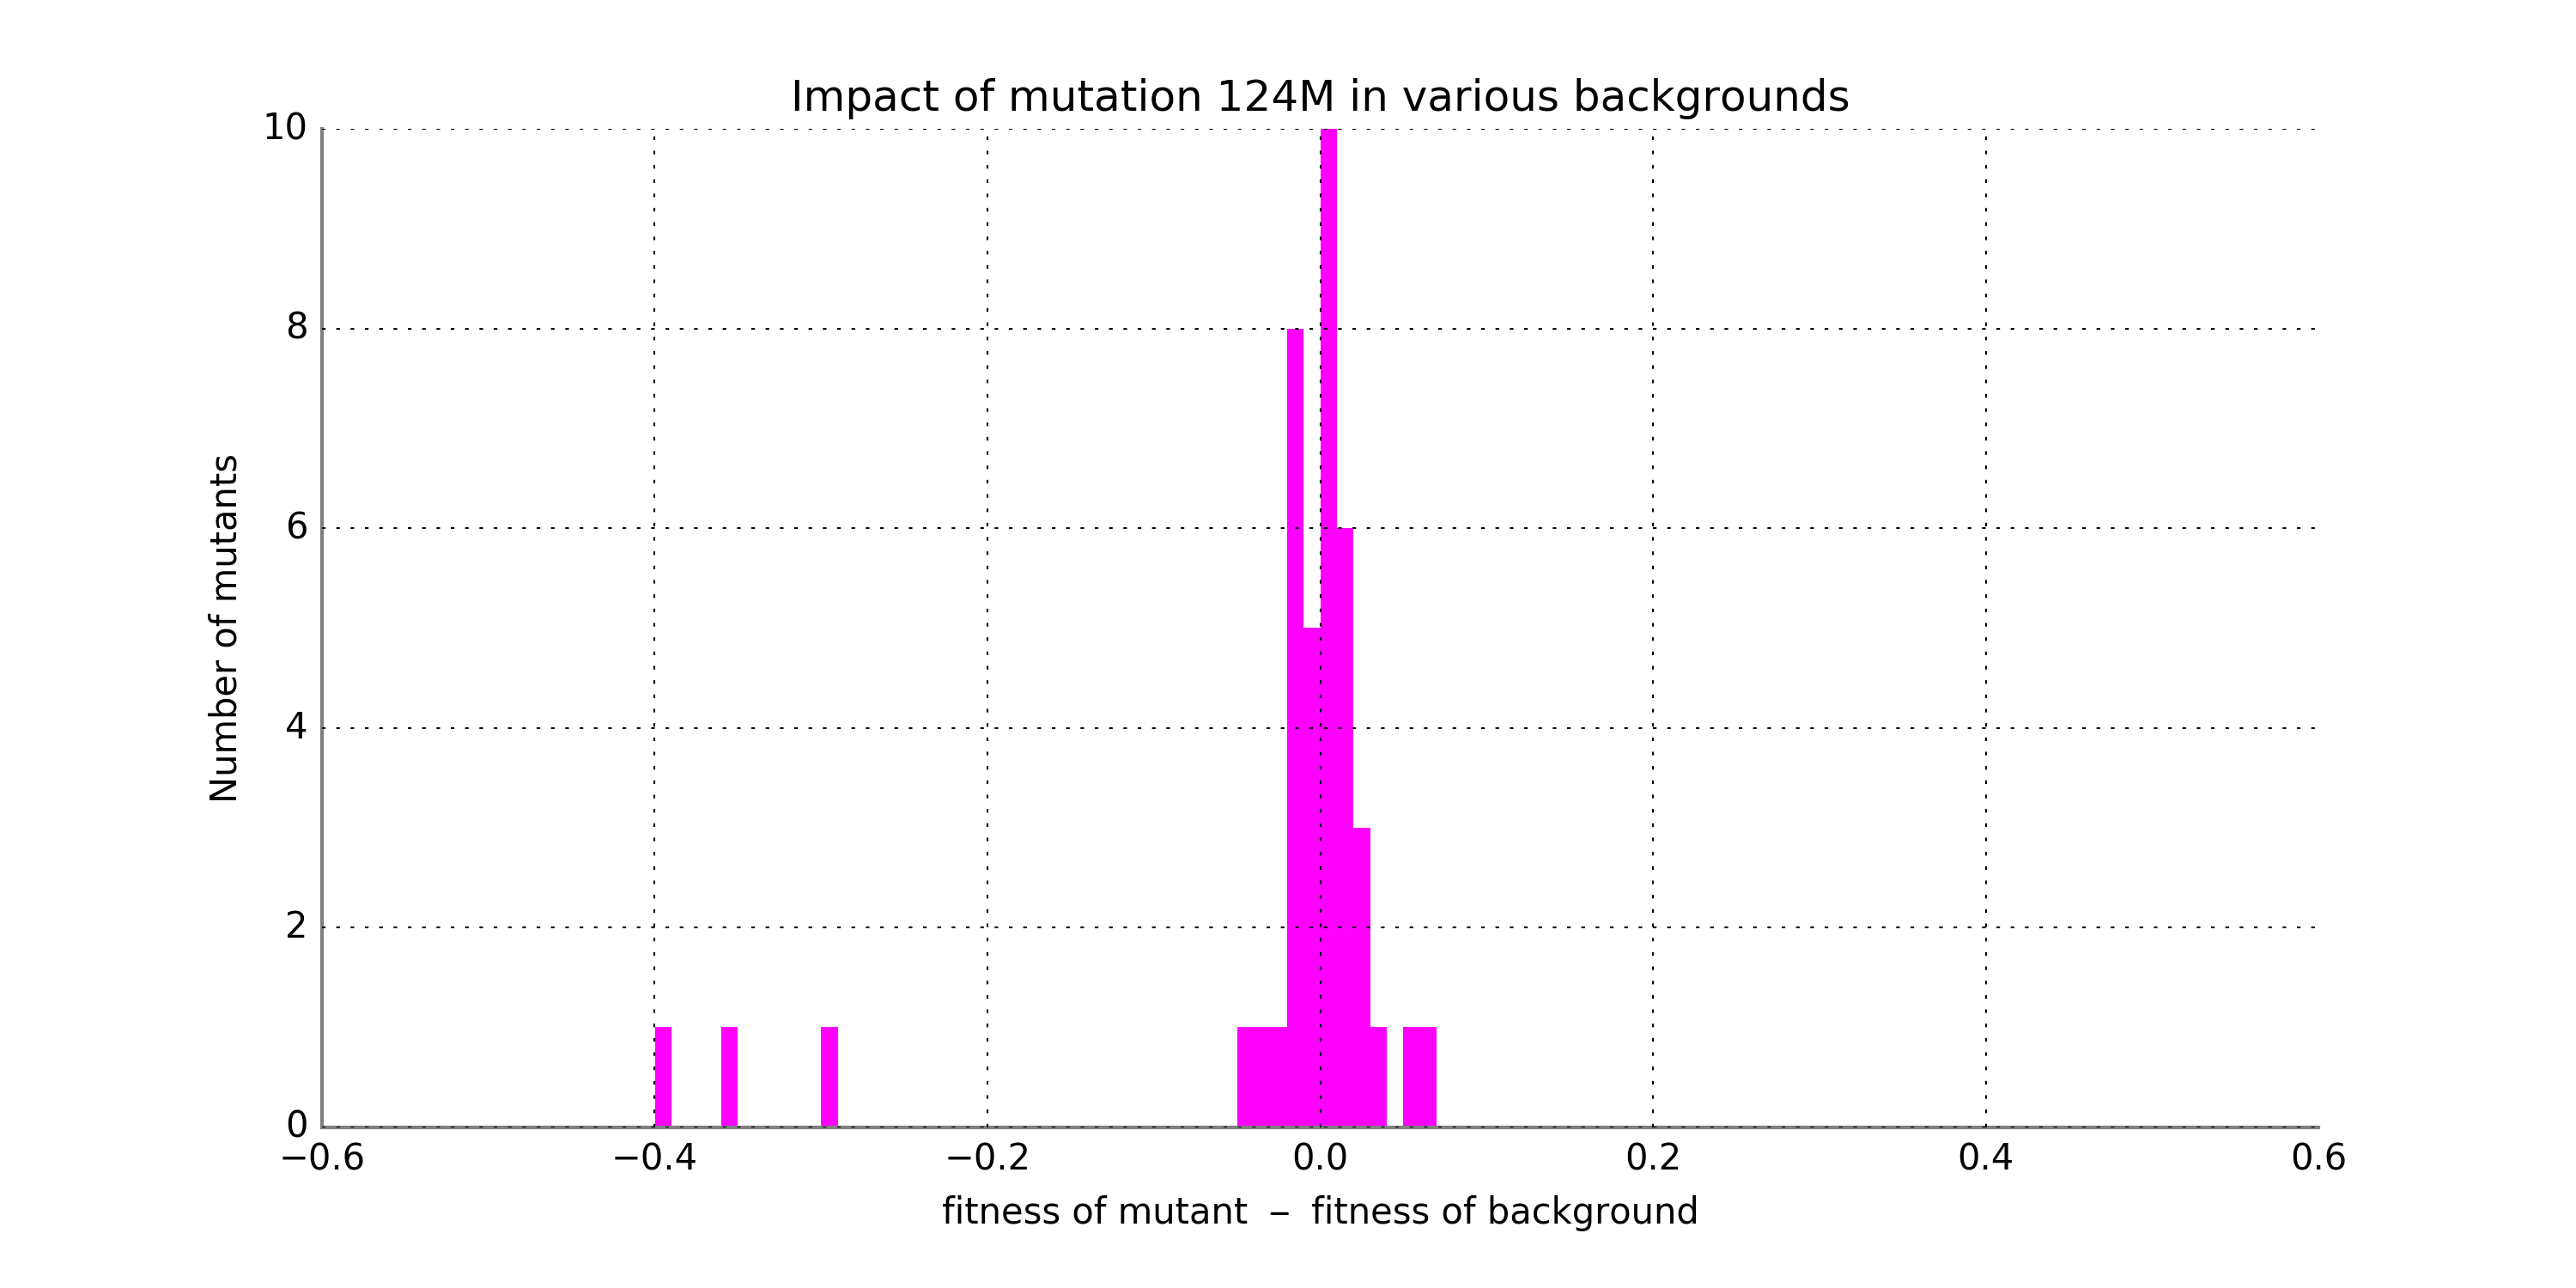 Impact of mutation 124M in various backgrounds
10
8
6
4
2
0
Number of mutants
−0.6 −0.4 −0.2 0.0 0.2 0.4 0.6
fitness of mutant − fitness of background